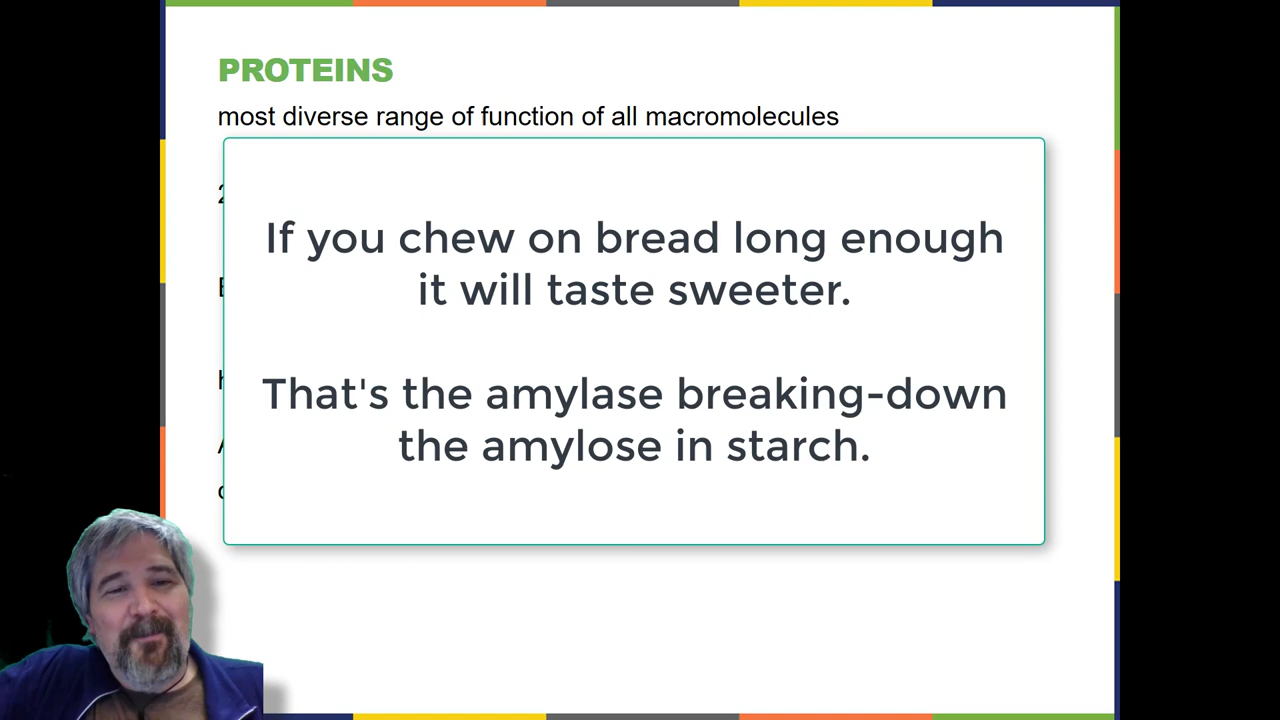 PROTEINS
most diverse range of function of all macromolecules
If you chew on bread long enough
it will taste sweeter.
That's the amylase breaking-down
the amylose in starch.